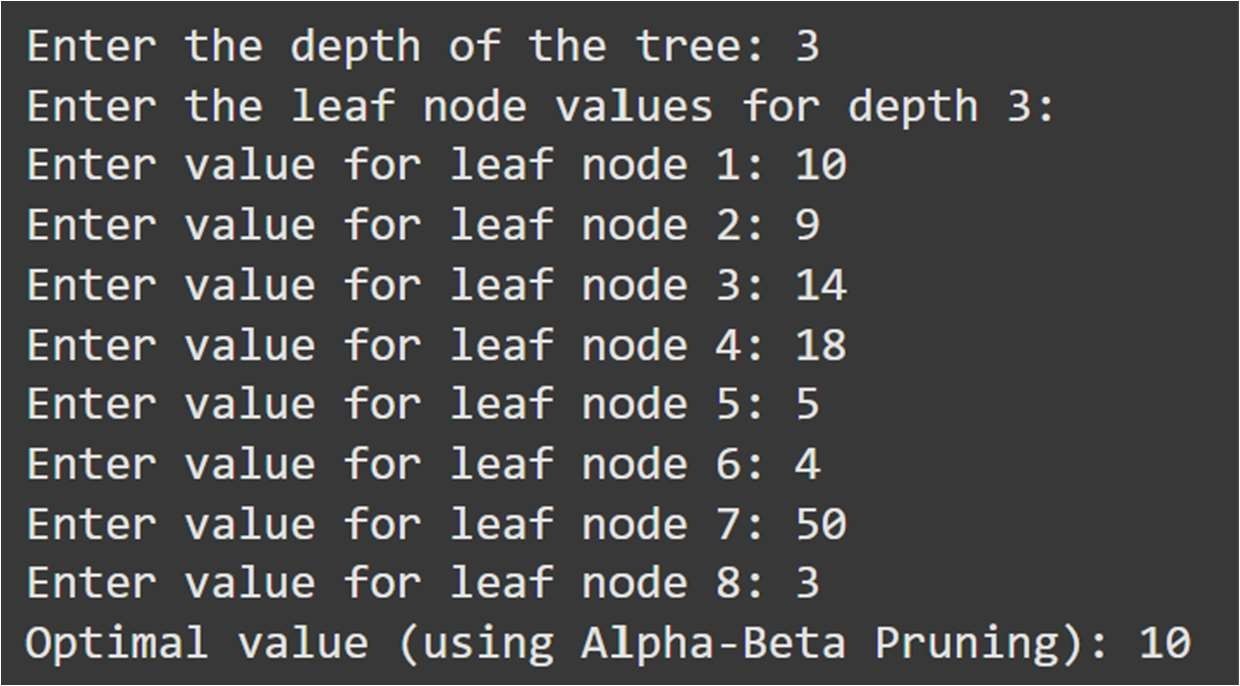 Enter the depth of the tree: 3
Enter the leaf node values for depth 3:
Enter value for leaf node 1: 10
Enter value for leaf node 2: 9
Enter value for leaf node 3: 14
Enter value for leaf node 4: 18
Enter value for leaf node 5: 5
Enter value for leaf node 6: 4
Enter value for leaf node 7: 50
Enter value for leaf node 8: 3
Optimal value (using Alpha-Beta Pruning): 10